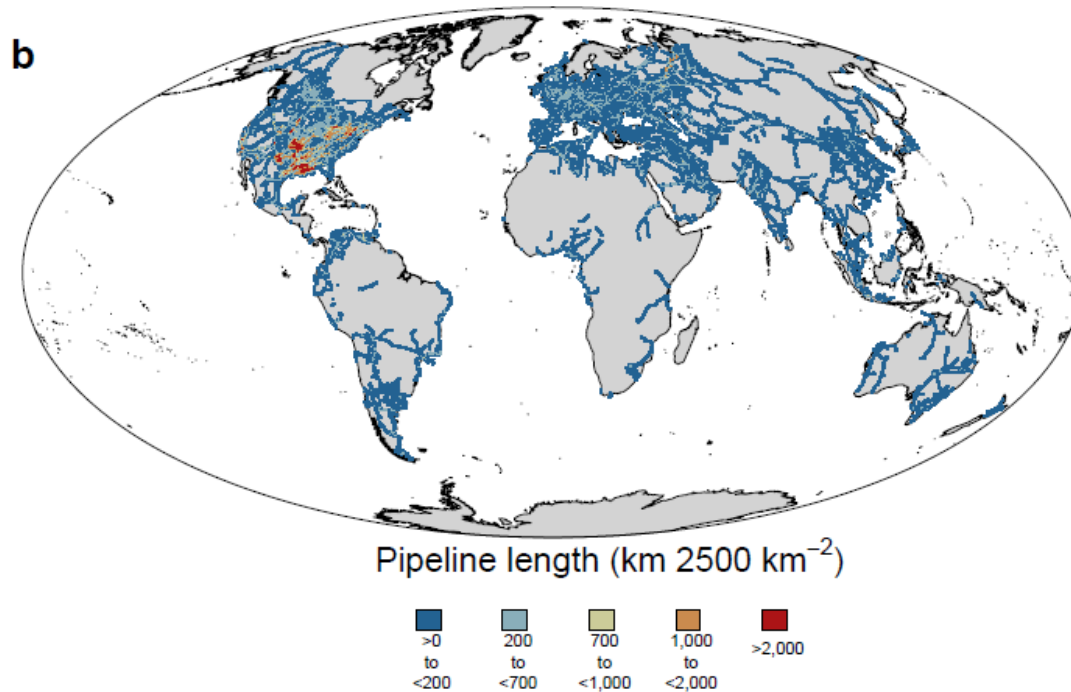 b
Pipeline length (km 2500 km⁻²)
>0 200 700 1,000 >2,000
to to to to
<200 <700 <1,000 <2,000